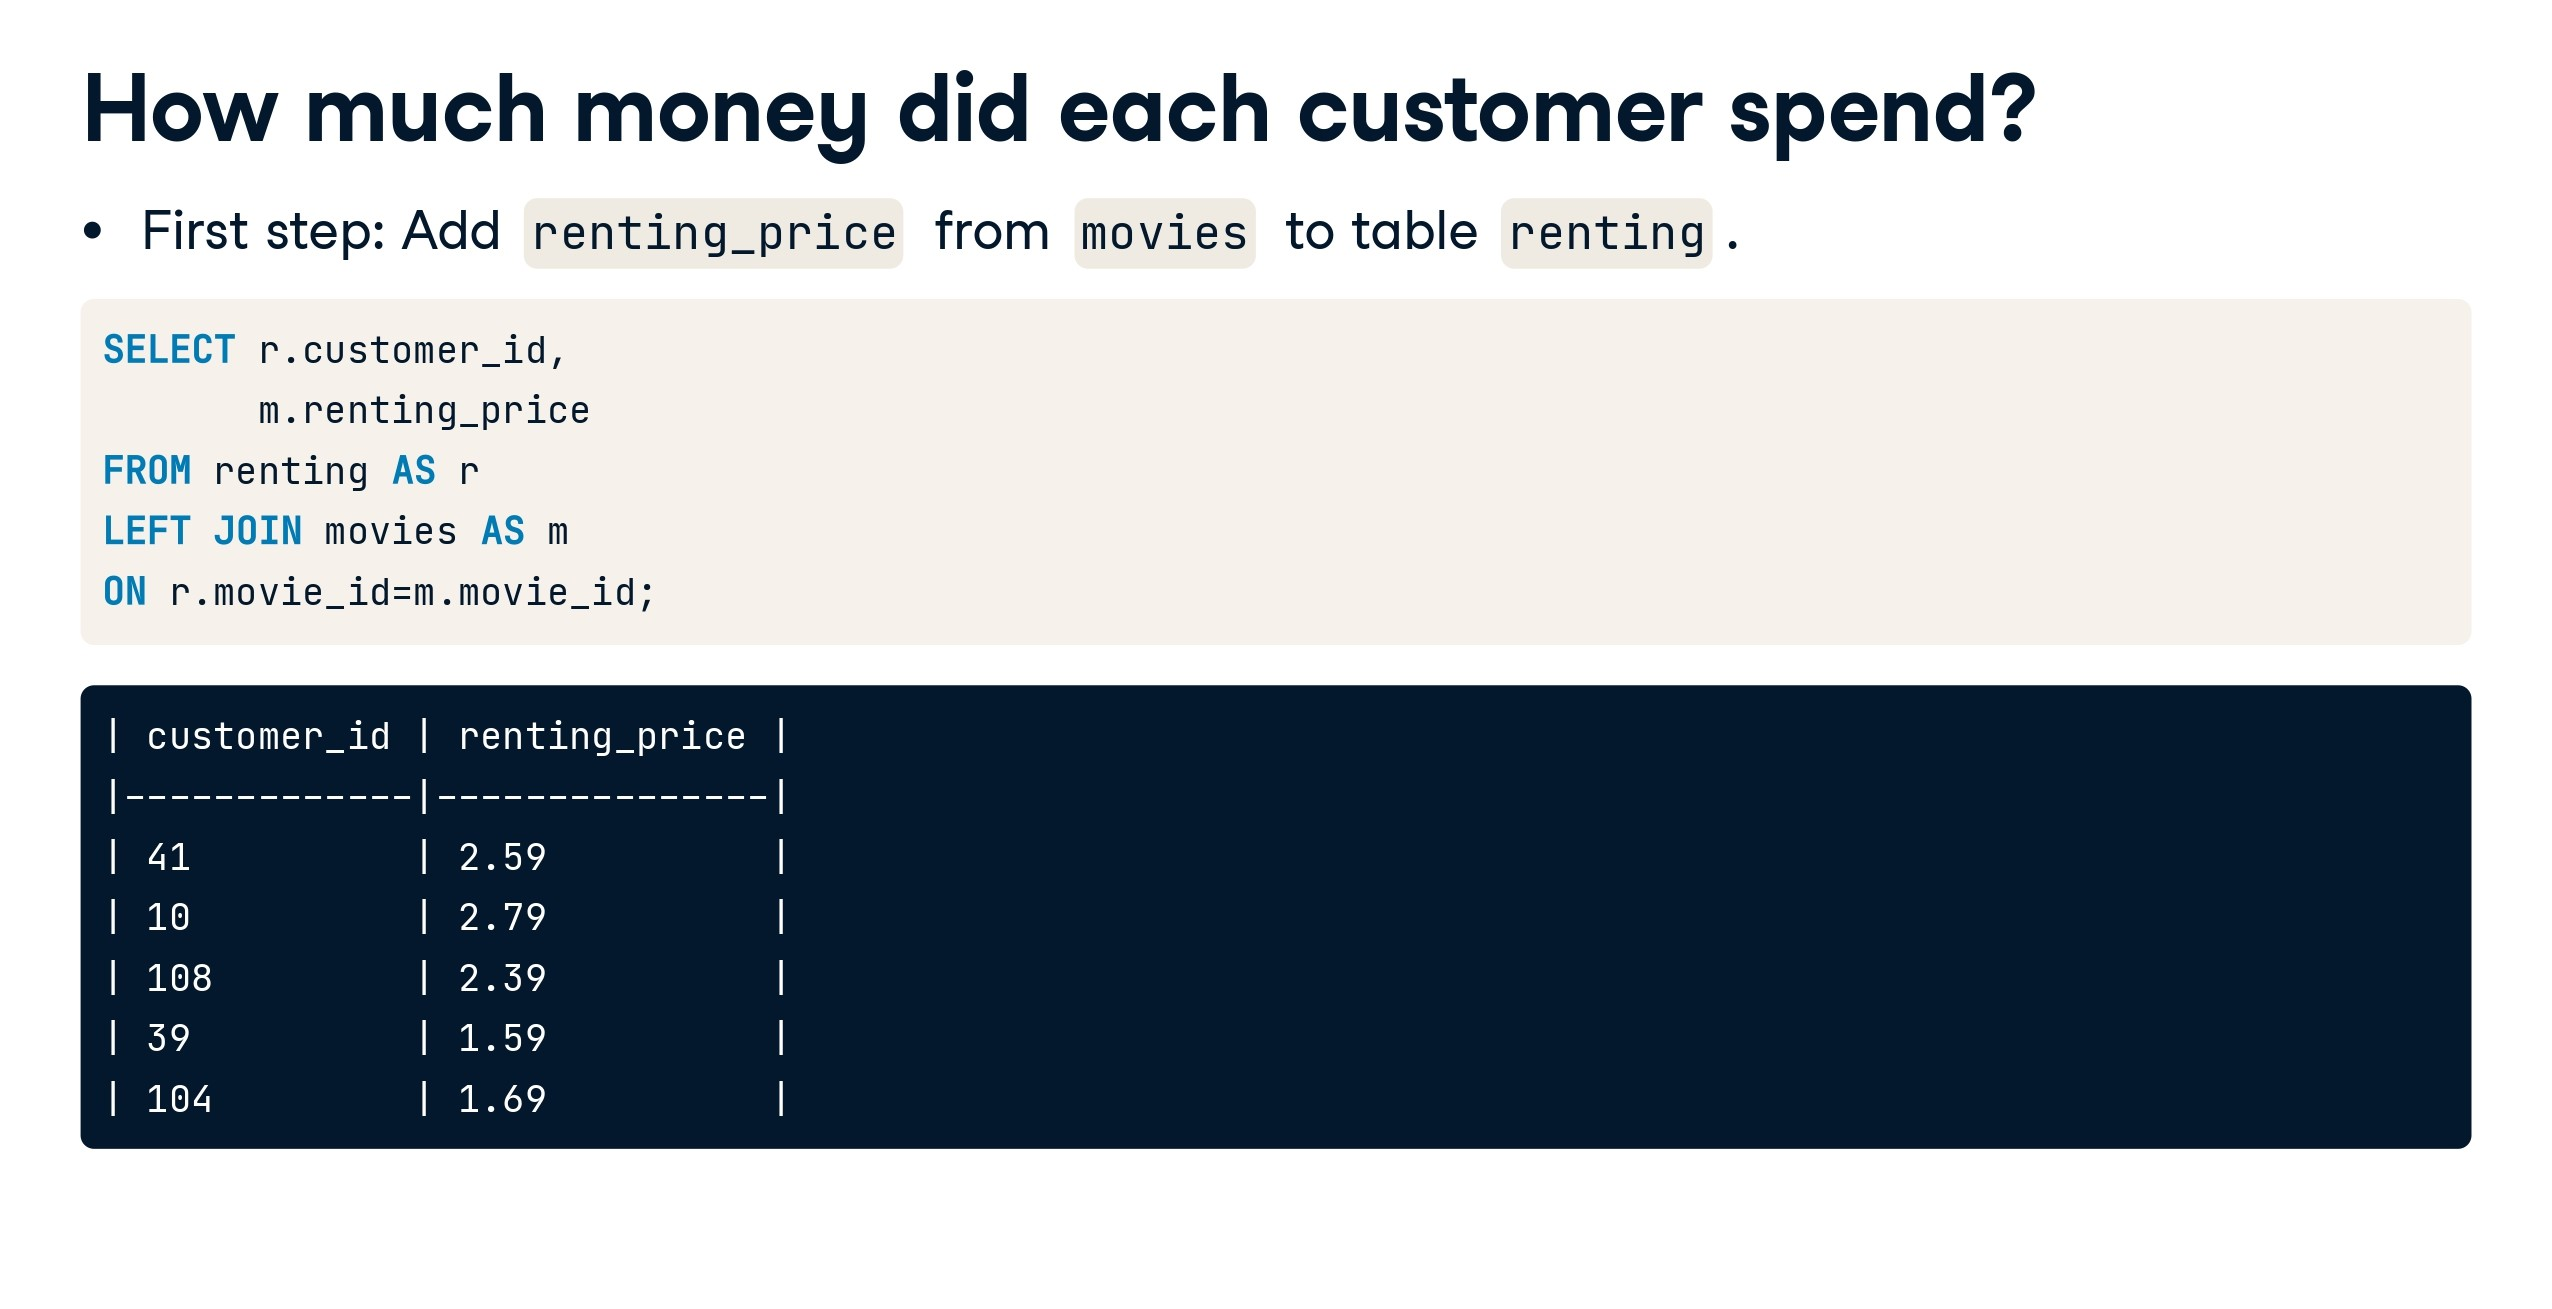 How much money did each customer spend?
• First step: Add renting_price from movies to table renting .
SELECT r.customer_id,
       m.renting_price
FROM renting AS r
LEFT JOIN movies AS m
ON r.movie_id=m.movie_id;
| customer_id | renting_price |
|-------------|---------------|
| 41          | 2.59          |
| 10          | 2.79          |
| 108         | 2.39          |
| 39          | 1.59          |
| 104         | 1.69          |